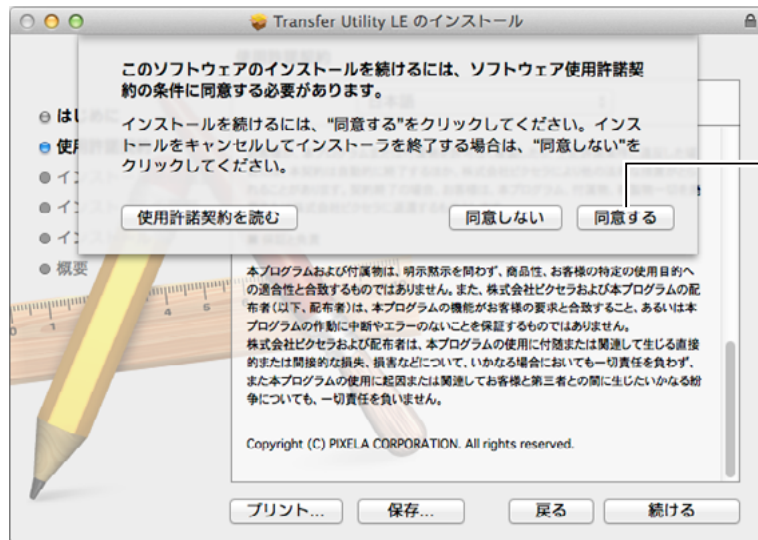 Transfer Utility LE のインストール
このソフトウェアのインストールを続けるには、ソフトウェア使用許諾契
約の条件に同意する必要があります。
インストールを続けるには、“同意する”をクリックしてください。インス
トールをキャンセルしてインストーラを終了する場合は、“同意しない”を
クリックしてください。
使用許諾契約を読む
同意しない
同意する
はじめに
使用許諾契約
概要
本プログラムおよび付属物は、明示黙示を問わず、商品性、お客様の特定の使用目的へ
の適合性と合致するものではありません。また、株式会社ピクセラおよび本プログラムの配
布者（以下、配布者）は、本プログラムの機能がお客様の要求と合致すること、あるいは本
プログラムの作動に中断やエラーのないことを保証するものではありません。
株式会社ピクセラおよび配布者は、本プログラムの使用に付随または関連して生じる直接
的または間接的な損失、損害などについて、いかなる場合においても一切責任を負わず、
また本プログラムの使用に起因または関連してお客様と第三者との間に生じたいかなる紛
争についても、一切責任を負いません。
Copyright (C) PIXELA CORPORATION. All rights reserved.
プリント...
保存...
戻る
続ける